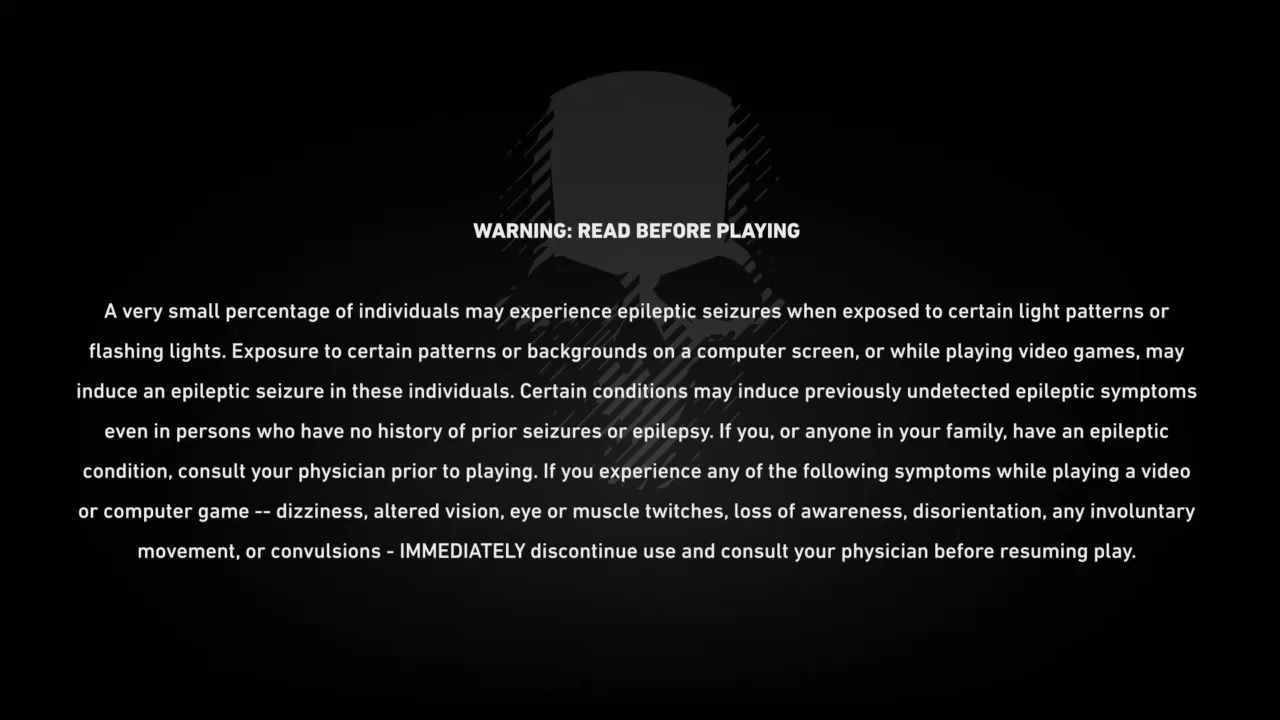 WARNING: READ BEFORE PLAYING
A very small percentage of individuals may experience epileptic seizures when exposed to certain light patterns or
flashing lights. Exposure to certain patterns or backgrounds on a computer screen, or while playing video games, may
induce an epileptic seizure in these individuals. Certain conditions may induce previously undetected epileptic symptoms
even in persons who have no history of prior seizures or epilepsy. If you, or anyone in your family, have an epileptic
condition, consult your physician prior to playing. If you experience any of the following symptoms while playing a video
or computer game -- dizziness, altered vision, eye or muscle twitches, loss of awareness, disorientation, any involuntary
movement, or convulsions - IMMEDIATELY discontinue use and consult your physician before resuming play.